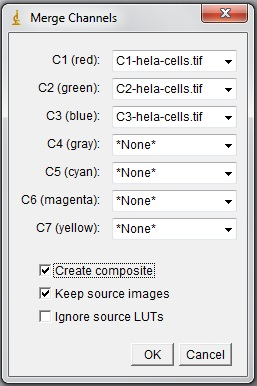 Merge Channels
C1 (red): C1-hela-cells.tif
C2 (green): C2-hela-cells.tif
C3 (blue): C3-hela-cells.tif
C4 (gray): *None*
C5 (cyan): *None*
C6 (magenta): *None*
C7 (yellow): *None*
Create composite
Keep source images
Ignore source LUTs
OK Cancel